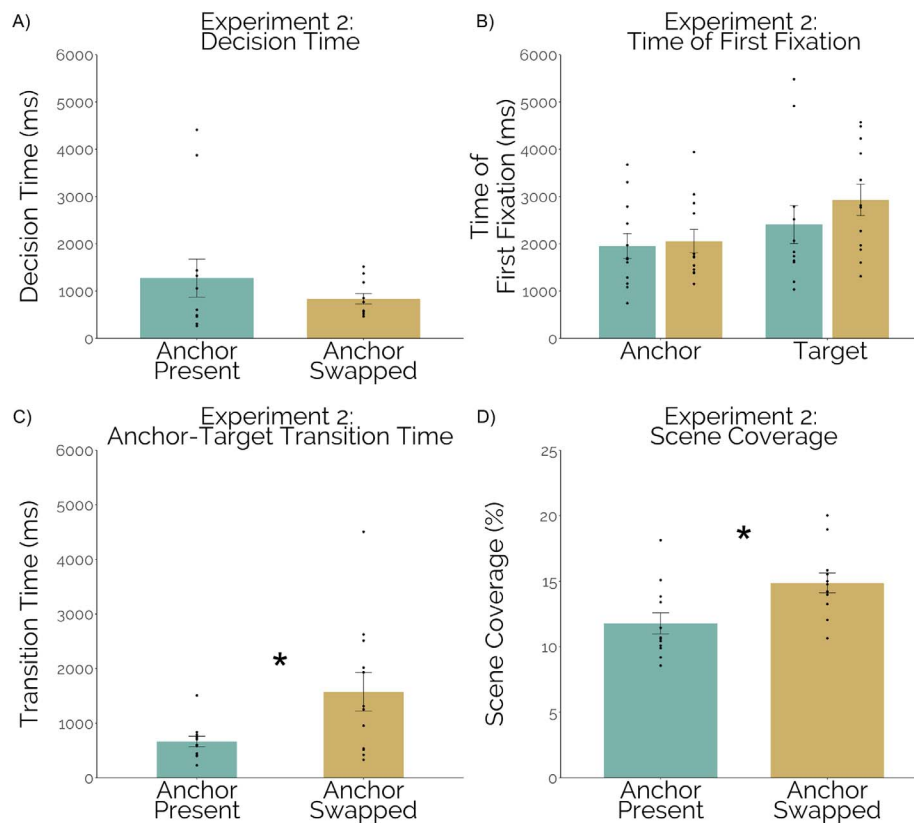 A)
Experiment 2:
Decision Time
Decision Time (ms)
6000
5000
4000
3000
2000
1000
0
Anchor
Present
Anchor
Swapped
B)
Experiment 2:
Time of First Fixation
Time of
First Fixation (ms)
6000
5000
4000
3000
2000
1000
0
Anchor
Target
C)
Experiment 2:
Anchor-Target Transition Time
Transition Time (ms)
6000
5000
4000
3000
2000
1000
0
*
Anchor
Present
Anchor
Swapped
D)
Experiment 2:
Scene Coverage
Scene Coverage (%)
25
20
15
10
5
0
*
Anchor
Present
Anchor
Swapped